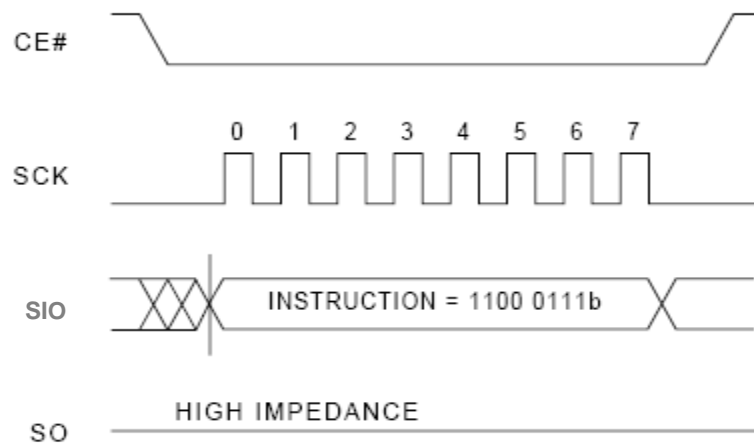 CE#
0 1 2 3 4 5 6 7
SCK
SIO INSTRUCTION = 1100 0111b
HIGH IMPEDANCE
SO